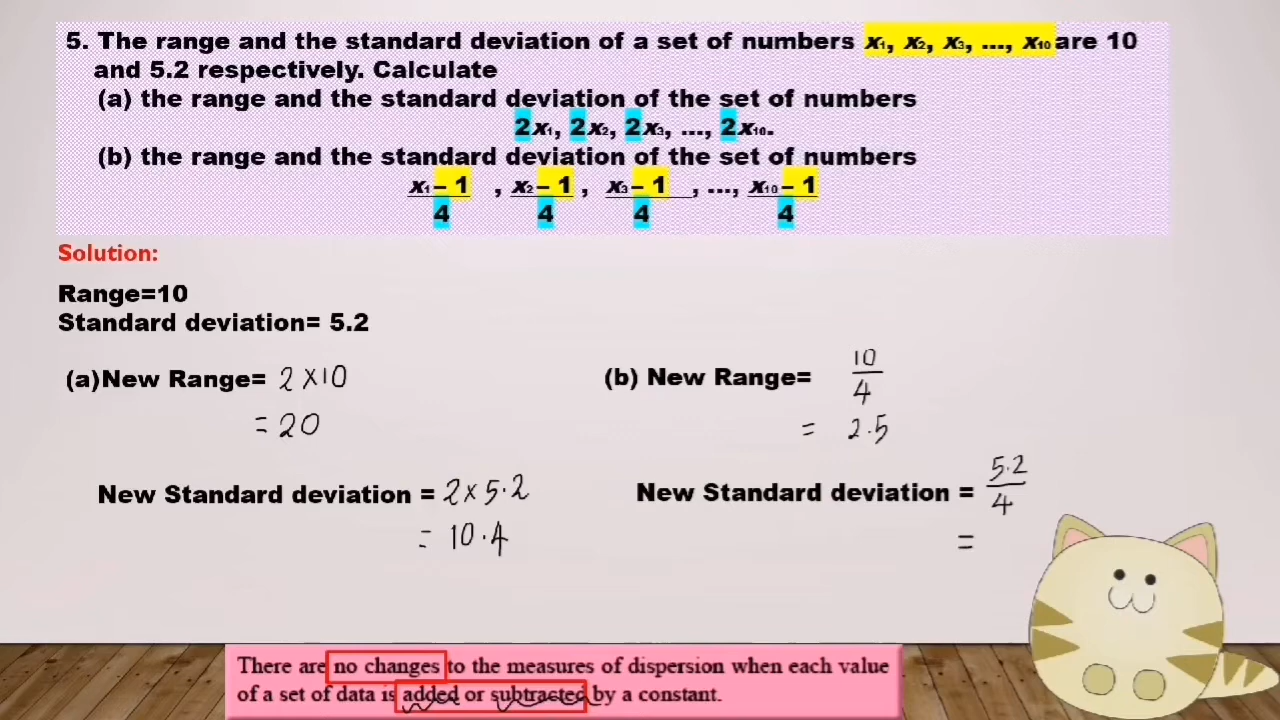 5. The range and the standard deviation of a set of numbers x₁, x₂, x₃, ..., x₁₀ are 10
and 5.2 respectively. Calculate
(a) the range and the standard deviation of the set of numbers
2x₁, 2x₂, 2x₃, ..., 2x₁₀.
(b) the range and the standard deviation of the set of numbers
x₁ – 1 , x₂ – 1 , x₃ – 1 , ..., x₁₀ – 1
4 4 4 4
Solution:
Range=10
Standard deviation= 5.2
(a)New Range= 2 x 10
= 20
New Standard deviation = 2 x 5.2
= 10.4
(b) New Range= 10
4
= 2.5
New Standard deviation = 5.2
4
=
There are no changes to the measures of dispersion when each value
of a set of data is added or subtracted by a constant.